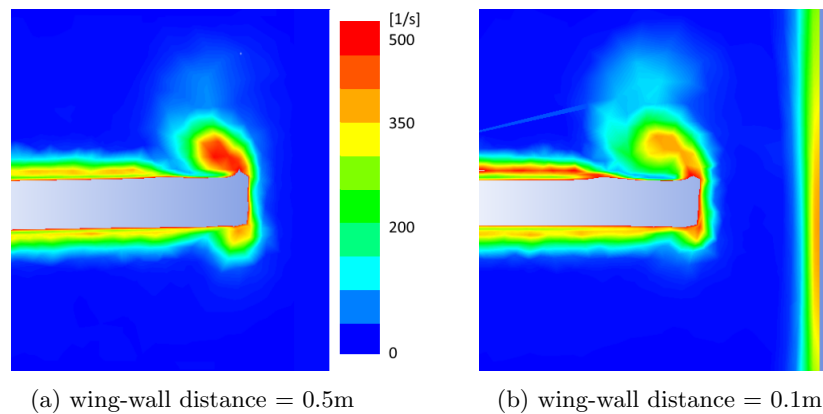 [1/s]
500
350
200
0
(a) wing-wall distance = 0.5m
(b) wing-wall distance = 0.1m